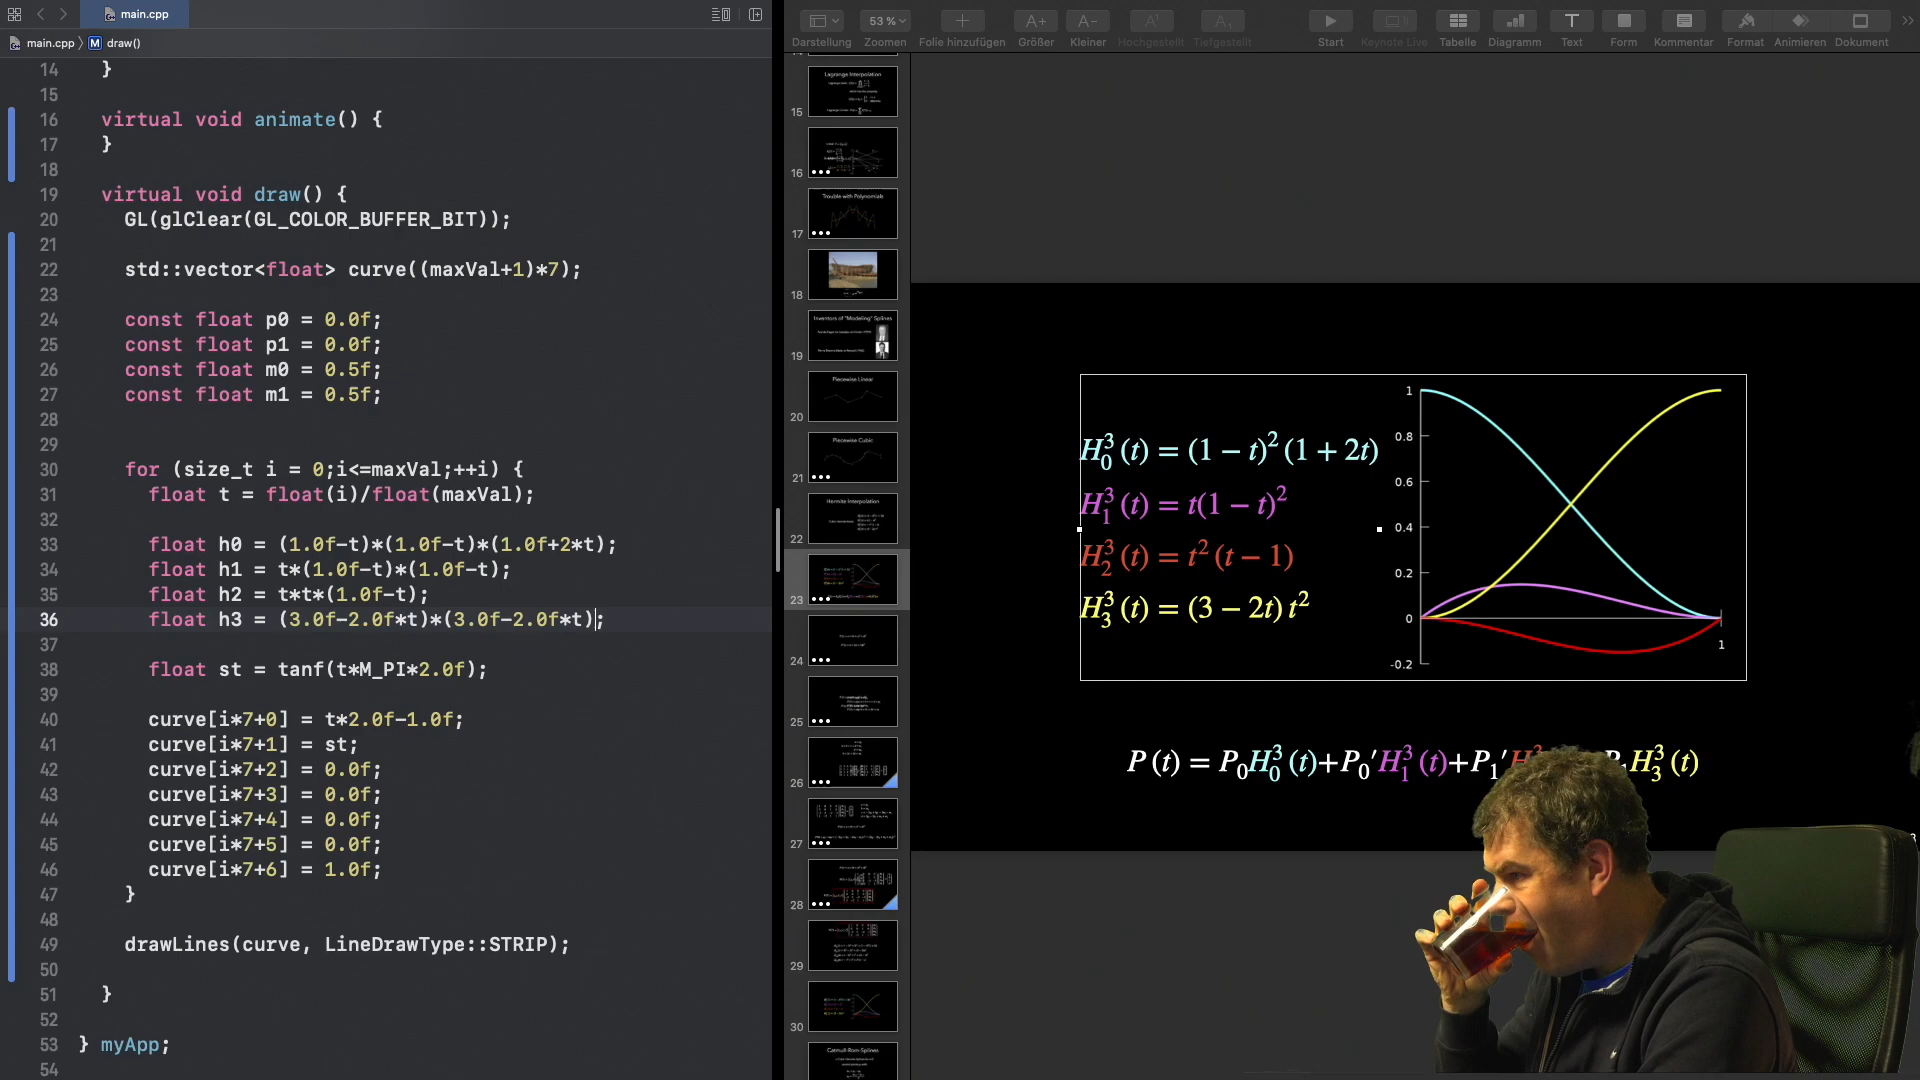 main.cpp
main.cpp 〉 M draw()
14 }
15
16 virtual void animate() {
17 }
18
19 virtual void draw() {
20 GL(glClear(GL_COLOR_BUFFER_BIT));
21
22 std::vector<float> curve((maxVal+1)*7);
23
24 const float p0 = 0.0f;
25 const float p1 = 0.0f;
26 const float m0 = 0.5f;
27 const float m1 = 0.5f;
28
29
30 for (size_t i = 0;i<=maxVal;++i) {
31 float t = float(i)/float(maxVal);
32
33 float h0 = (1.0f-t)*(1.0f-t)*(1.0f+2*t);
34 float h1 = t*(1.0f-t)*(1.0f-t);
35 float h2 = t*t*(1.0f-t);
36 float h3 = (3.0f-2.0f*t)*(3.0f-2.0f*t);
37
38 float st = tanf(t*M_PI*2.0f);
39
40 curve[i*7+0] = t*2.0f-1.0f;
41 curve[i*7+1] = st;
42 curve[i*7+2] = 0.0f;
43 curve[i*7+3] = 0.0f;
44 curve[i*7+4] = 0.0f;
45 curve[i*7+5] = 0.0f;
46 curve[i*7+6] = 1.0f;
47 }
48
49 drawLines(curve, LineDrawType::STRIP);
50
51 }
52
53 } myApp;
54
53 %
Darstellung Zoomen Folie hinzufügen Größer Kleiner Hochgestellt Tiefgestellt Start Keynote Live Tabelle Diagramm Text Form Kommentar Format Animieren Dokument
Lagrange Interpolation
15
16
Trouble with Polynomials
17
18
Inventors of "Modeling" Splines
19
Piecewise Linear
20
Piecewise Cubic
21
Hermite Interpolation
22
23
24
25
26
27
28
29
30
Catmull-Rom-Splines
H₀³(t) = (1 − t)²(1 + 2t)
H₁³(t) = t(1 − t)²
H₂³(t) = t²(t − 1)
H₃³(t) = (3 − 2t) t²
1
0.8
0.6
0.4
0.2
0
-0.2
1
P(t) = P₀H₀³(t)+P₀′H₁³(t)+P₁′H H₃³(t)